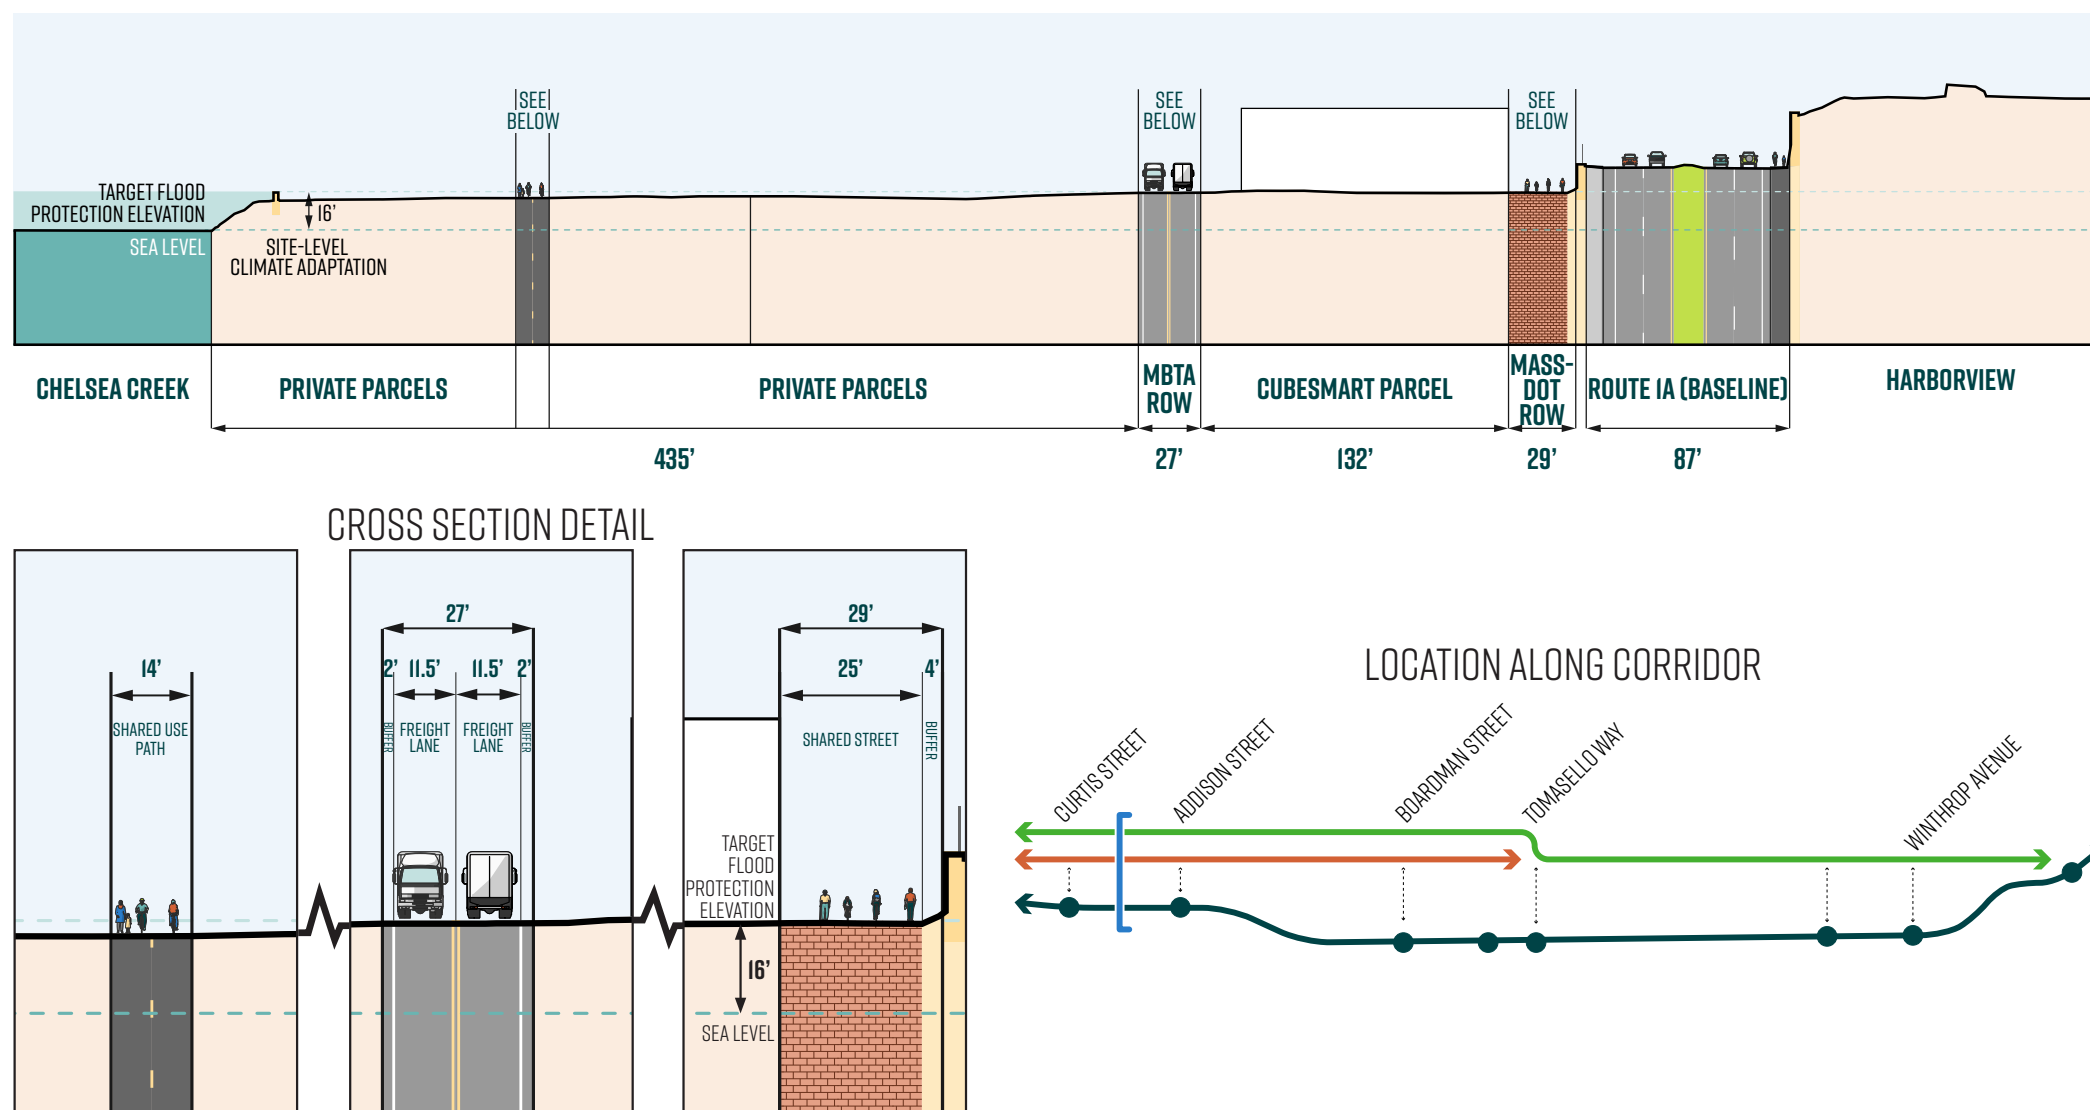 SEE
BELOW
SEE
BELOW
SEE
BELOW
TARGET FLOOD
PROTECTION ELEVATION
16'
SEA LEVEL
SITE-LEVEL
CLIMATE ADAPTATION
CHELSEA CREEK
PRIVATE PARCELS
PRIVATE PARCELS
MBTA
ROW
CUBESMART PARCEL
MASS-
DOT
ROW
ROUTE 1A (BASELINE)
HARBORVIEW
435'
27'
132'
29'
87'
CROSS SECTION DETAIL
14'
SHARED USE
PATH
27'
2'
11.5'
11.5'
2'
BUFFER
FREIGHT
LANE
FREIGHT
LANE
BUFFER
29'
25'
4'
SHARED STREET
BUFFER
TARGET
FLOOD
PROTECTION
ELEVATION
16'
SEA LEVEL
LOCATION ALONG CORRIDOR
CURTIS STREET
ADDISON STREET
BOARDMAN STREET
TOMASELLO WAY
WINTHROP AVENUE